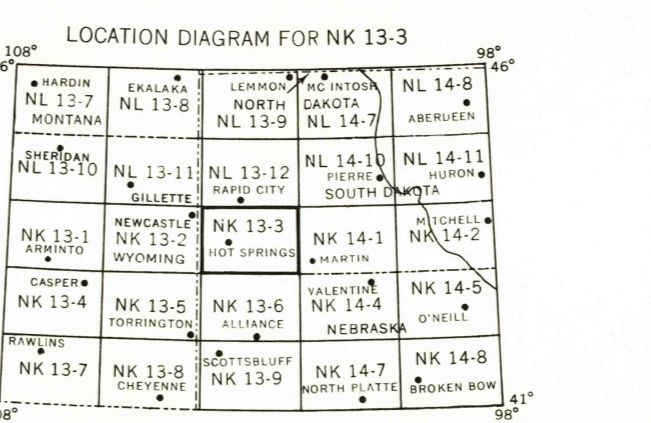 LOCATION DIAGRAM FOR NK 13-3
108° 98°
6° 46°
HARDIN
NL 13-7
MONTANA
EKALAKA
NL 13-8
LEMMON
NORTH
NL 13-9
MC INTOSH
DAKOTA
NL 14-7
NL 14-8
ABERDEEN
SHERIDAN
NL 13-10
NL 13-11
GILLETTE
NL 13-12
RAPID CITY
NL 14-10
PIERRE
SOUTH DAKOTA
NL 14-11
HURON
NK 13-1
ARMINTO
NEWCASTLE
NK 13-2
WYOMING
NK 13-3
HOT SPRINGS
NK 14-1
MARTIN
MITCHELL
NK 14-2
CASPER
NK 13-4
NK 13-5
TORRINGTON
NK 13-6
ALLIANCE
VALENTINE
NK 14-4
NEBRASKA
NK 14-5
O'NEILL
RAWLINS
NK 13-7
NK 13-8
CHEYENNE
SCOTTSBLUFF
NK 13-9
NK 14-7
NORTH PLATTE
NK 14-8
BROKEN BOW
41°
08° 98°